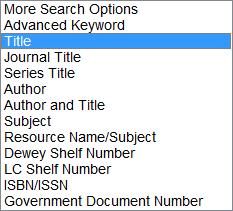 More Search Options
Advanced Keyword
Title
Journal Title
Series Title
Author
Author and Title
Subject
Resource Name/Subject
Dewey Shelf Number
LC Shelf Number
ISBN/ISSN
Government Document Number